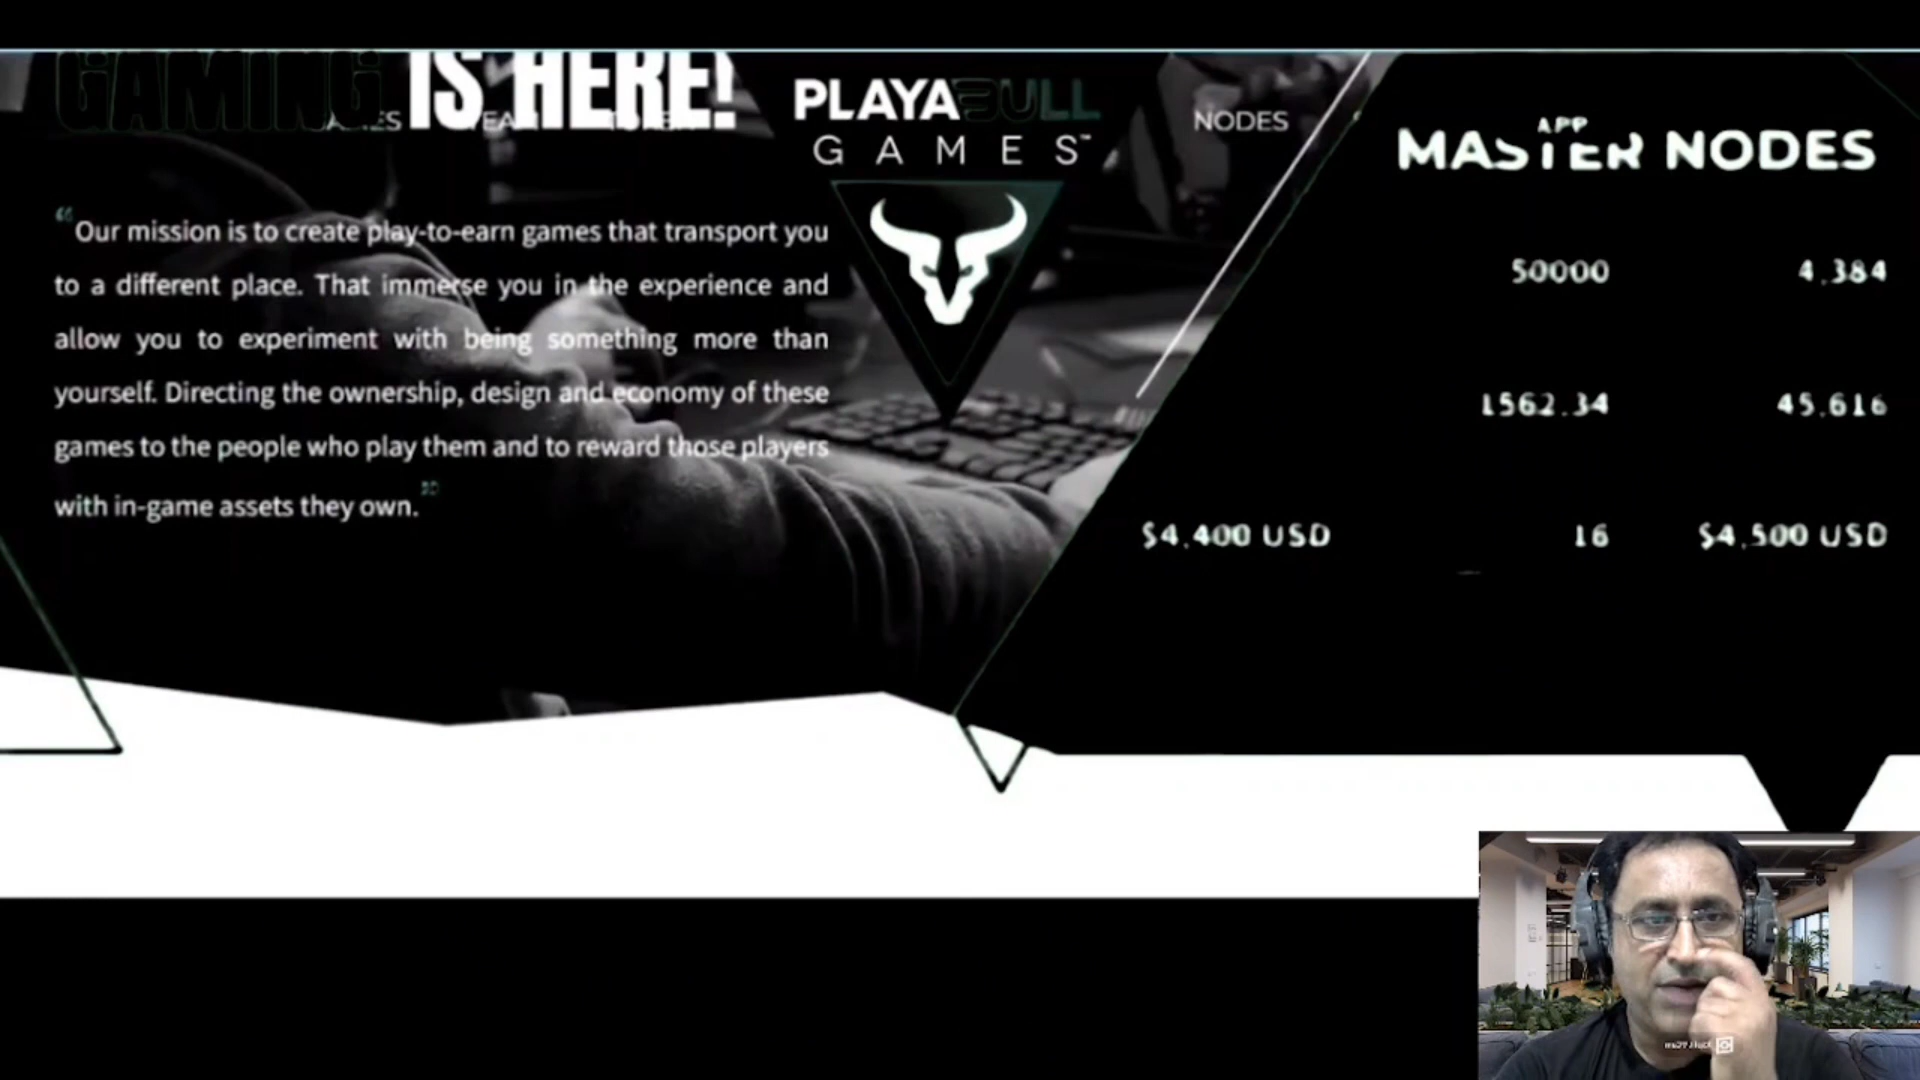 GAMING IS HERE!
PLAYA BULL
GAMES™
NODES
“Our mission is to create play-to-earn games that transport you
to a different place. That immerse you in the experience and
allow you to experiment with being something more than
yourself. Directing the ownership, design and economy of these
games to the people who play them and to reward those players
with in-game assets they own.”
APP
MASTER NODES
50000 4,384
1562.34 45,616
$4,400 USD 16 $4,500 USD